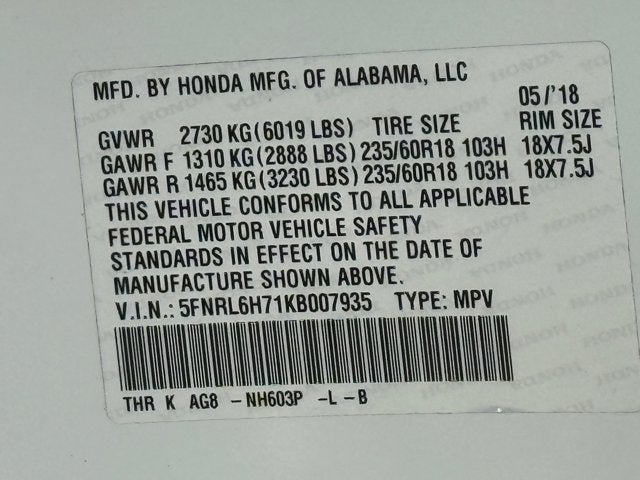 MFD. BY HONDA MFG. OF ALABAMA, LLC
05/'18
GVWR 2730 KG(6019 LBS) TIRE SIZE RIM SIZE
GAWR F 1310 KG(2888 LBS) 235/60R18 103H 18X7.5J
GAWR R 1465 KG(3230 LBS) 235/60R18 103H 18X7.5J
THIS VEHICLE CONFORMS TO ALL APPLICABLE
FEDERAL MOTOR VEHICLE SAFETY
STANDARDS IN EFFECT ON THE DATE OF
MANUFACTURE SHOWN ABOVE.
V.I.N.: 5FNRL6H71KB007935 TYPE: MPV
THR K AG8 -NH603P -L -B